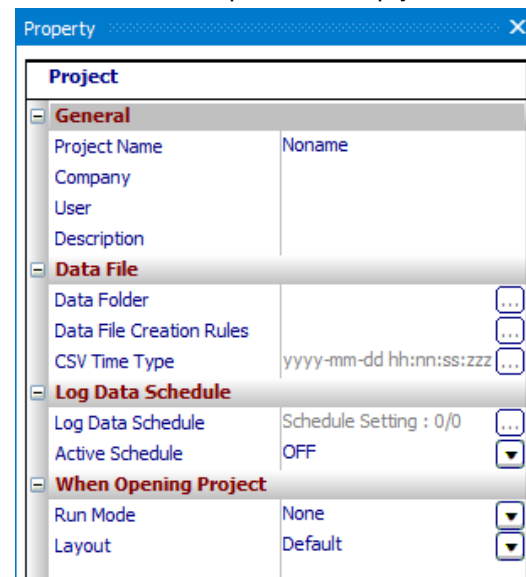 Property
Project
General
Project Name Noname
Company
User
Description
Data File
Data Folder ...
Data File Creation Rules ...
CSV Time Type yyyy-mm-dd hh:nn:ss:zzz ...
Log Data Schedule
Log Data Schedule Schedule Setting : 0/0 ...
Active Schedule OFF
When Opening Project
Run Mode None
Layout Default